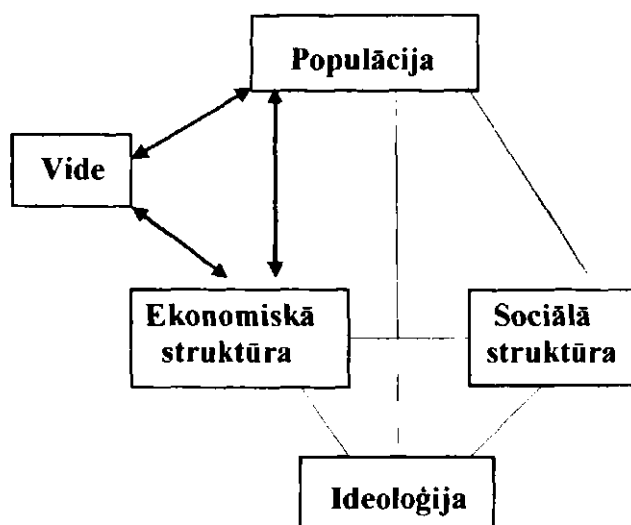 Populācija
Vide
Ekonomiskā
struktūra
Sociālā
struktūra
Ideoloģija